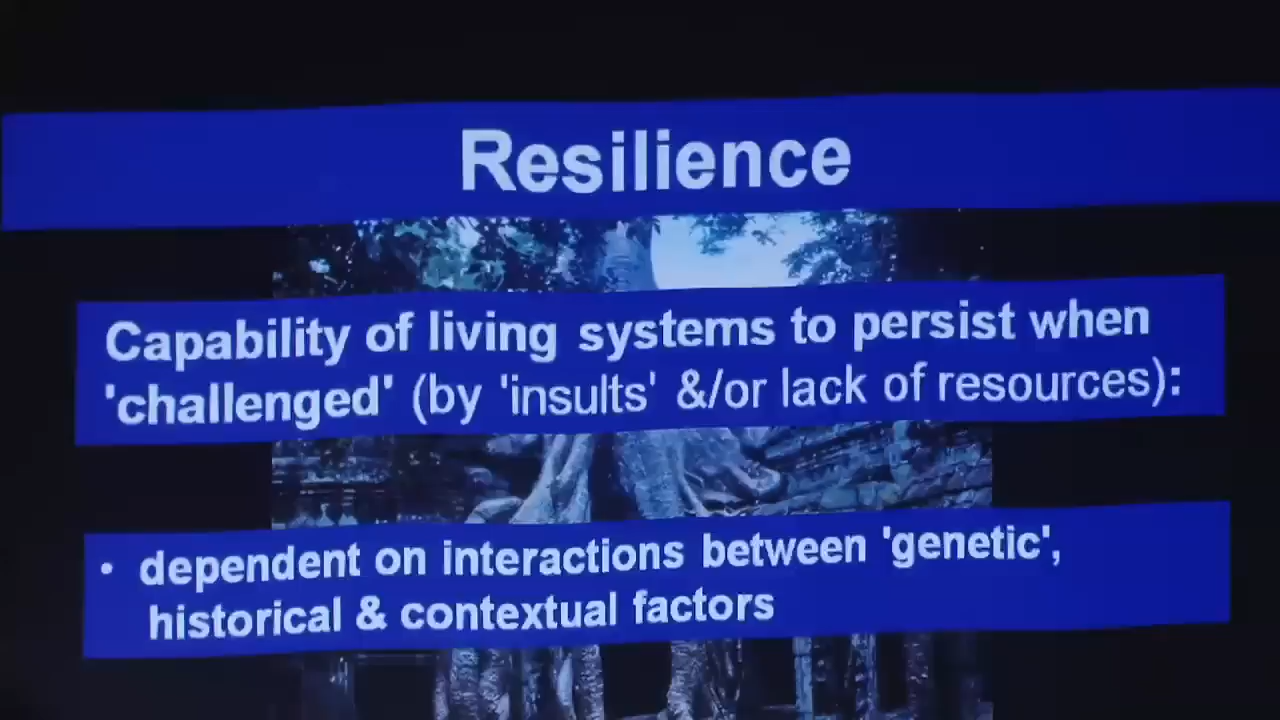 Resilience
Capability of living systems to persist when
'challenged' (by 'insults' &/or lack of resources):
• dependent on interactions between 'genetic',
historical & contextual factors